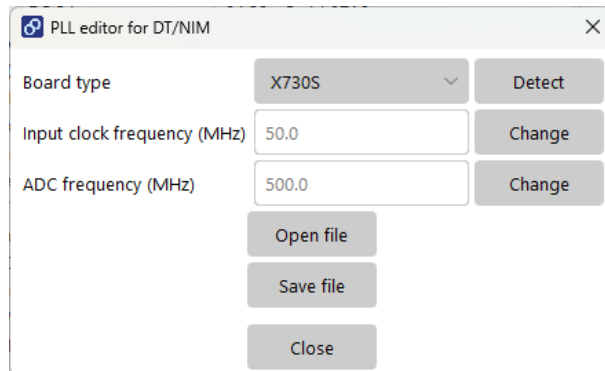 PLL editor for DT/NIM
Board type X730S Detect
Input clock frequency (MHz) 50.0 Change
ADC frequency (MHz) 500.0 Change
Open file
Save file
Close